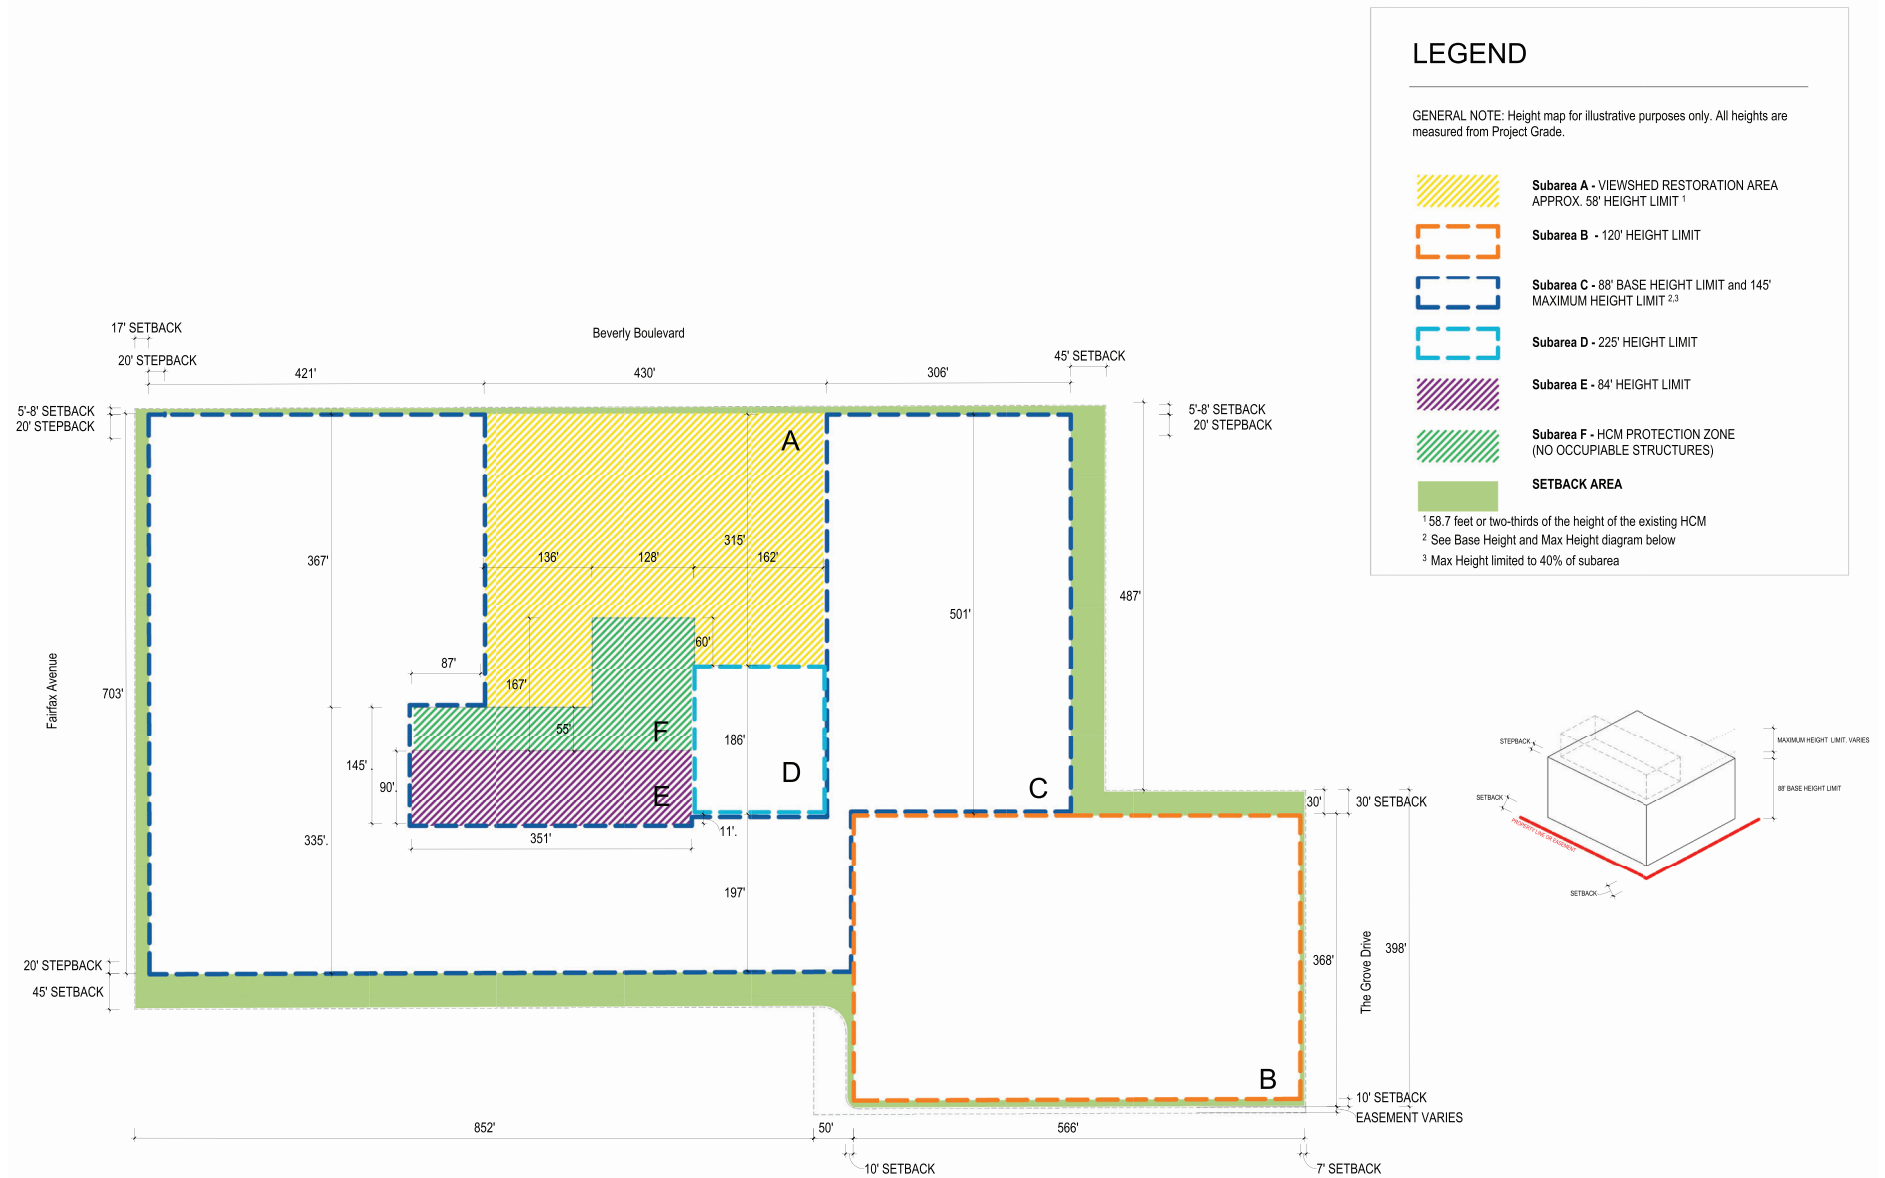 LEGEND
GENERAL NOTE: Height map for illustrative purposes only. All heights are
measured from Project Grade.
Subarea A - VIEWSHED RESTORATION AREA
APPROX. 58' HEIGHT LIMIT 1
Subarea B - 120' HEIGHT LIMIT
Subarea C - 88' BASE HEIGHT LIMIT and 145'
MAXIMUM HEIGHT LIMIT 2,3
Subarea D - 225' HEIGHT LIMIT
Subarea E - 84' HEIGHT LIMIT
Subarea F - HCM PROTECTION ZONE
(NO OCCUPIABLE STRUCTURES)
SETBACK AREA
1 58.7 feet or two-thirds of the height of the existing HCM
2 See Base Height and Max Height diagram below
3 Max Height limited to 40% of subarea
17' SETBACK
Beverly Boulevard
20' STEPBACK
45' SETBACK
421'
430'
306'
5'-8' SETBACK
20' STEPBACK
5'-8' SETBACK
20' STEPBACK
A
315'
367'
136'
128'
162'
487'
501'
60'
87'
167'
703'
Fairfax Avenue
55'
F
186'
145'
90'
D
E
C
11'.
351'
335'.
197'
30'
30' SETBACK
20' STEPBACK
45' SETBACK
368'
The Grove Drive
398'
B
10' SETBACK
EASEMENT VARIES
852'
50'
566'
10' SETBACK
7' SETBACK
STEPBACK
MAXIMUM HEIGHT LIMIT. VARIES
88' BASE HEIGHT LIMIT
SETBACK
PROPERTY LINE OR EASEMENT
SETBACK